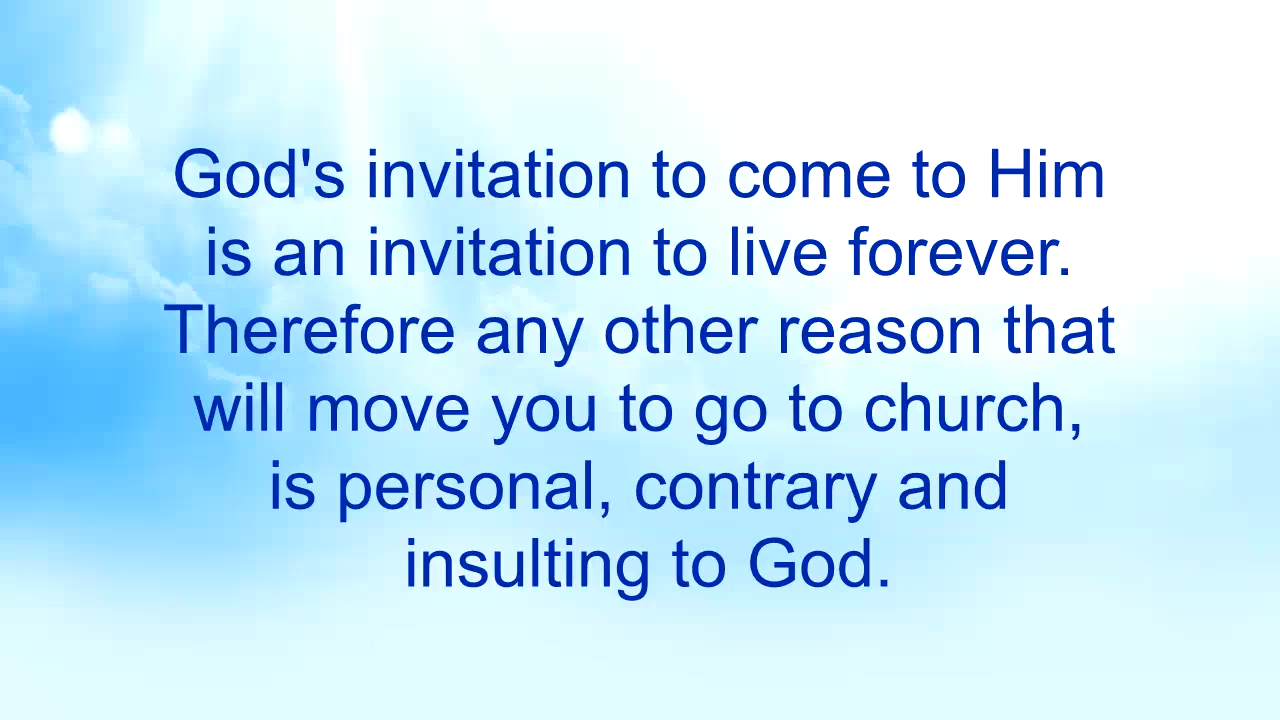 God's invitation to come to Him
is an invitation to live forever.
Therefore any other reason that
will move you to go to church,
is personal, contrary and
insulting to God.